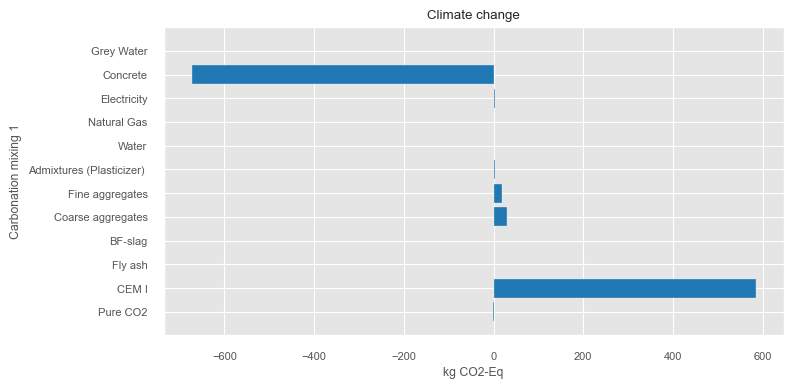 Climate change
Carbonation mixing 1
Grey Water
Concrete
Electricity
Natural Gas
Water
Admixtures (Plasticizer)
Fine aggregates
Coarse aggregates
BF-slag
Fly ash
CEM I
Pure CO2
−600 −400 −200 0 200 400 600
kg CO2-Eq